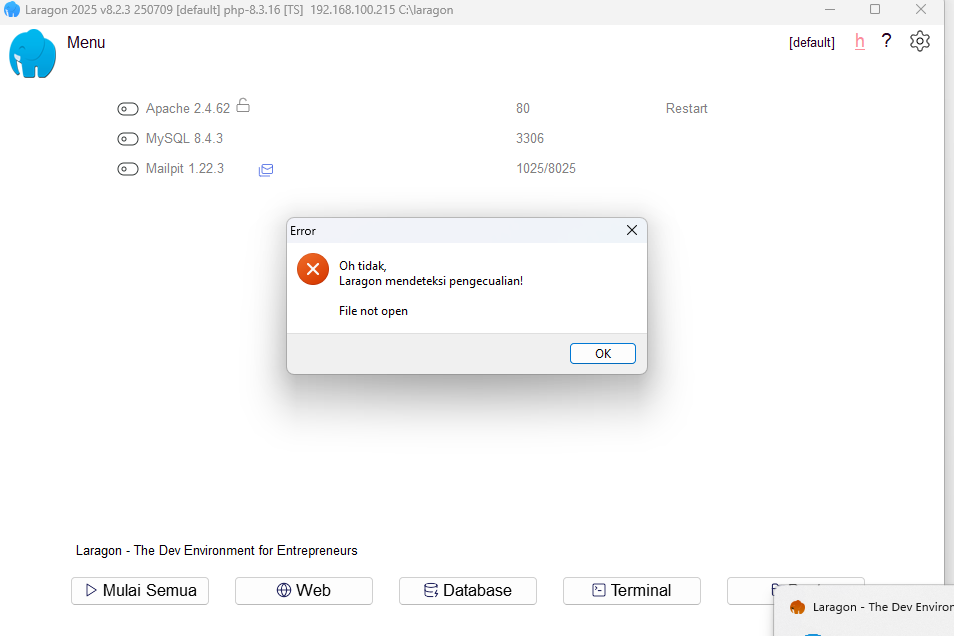 Laragon 2025 v8.2.3 250709 [default] php-8.3.16 [TS] 192.168.100.215 C:\laragon
Menu
[default] h ?
Apache 2.4.62 80 Restart
MySQL 8.4.3 3306
Mailpit 1.22.3 1025/8025
Error
Oh tidak,
Laragon mendeteksi pengecualian!
File not open
OK
Laragon - The Dev Environment for Entrepreneurs
Mulai Semua Web Database Terminal
Laragon - The Dev Environ